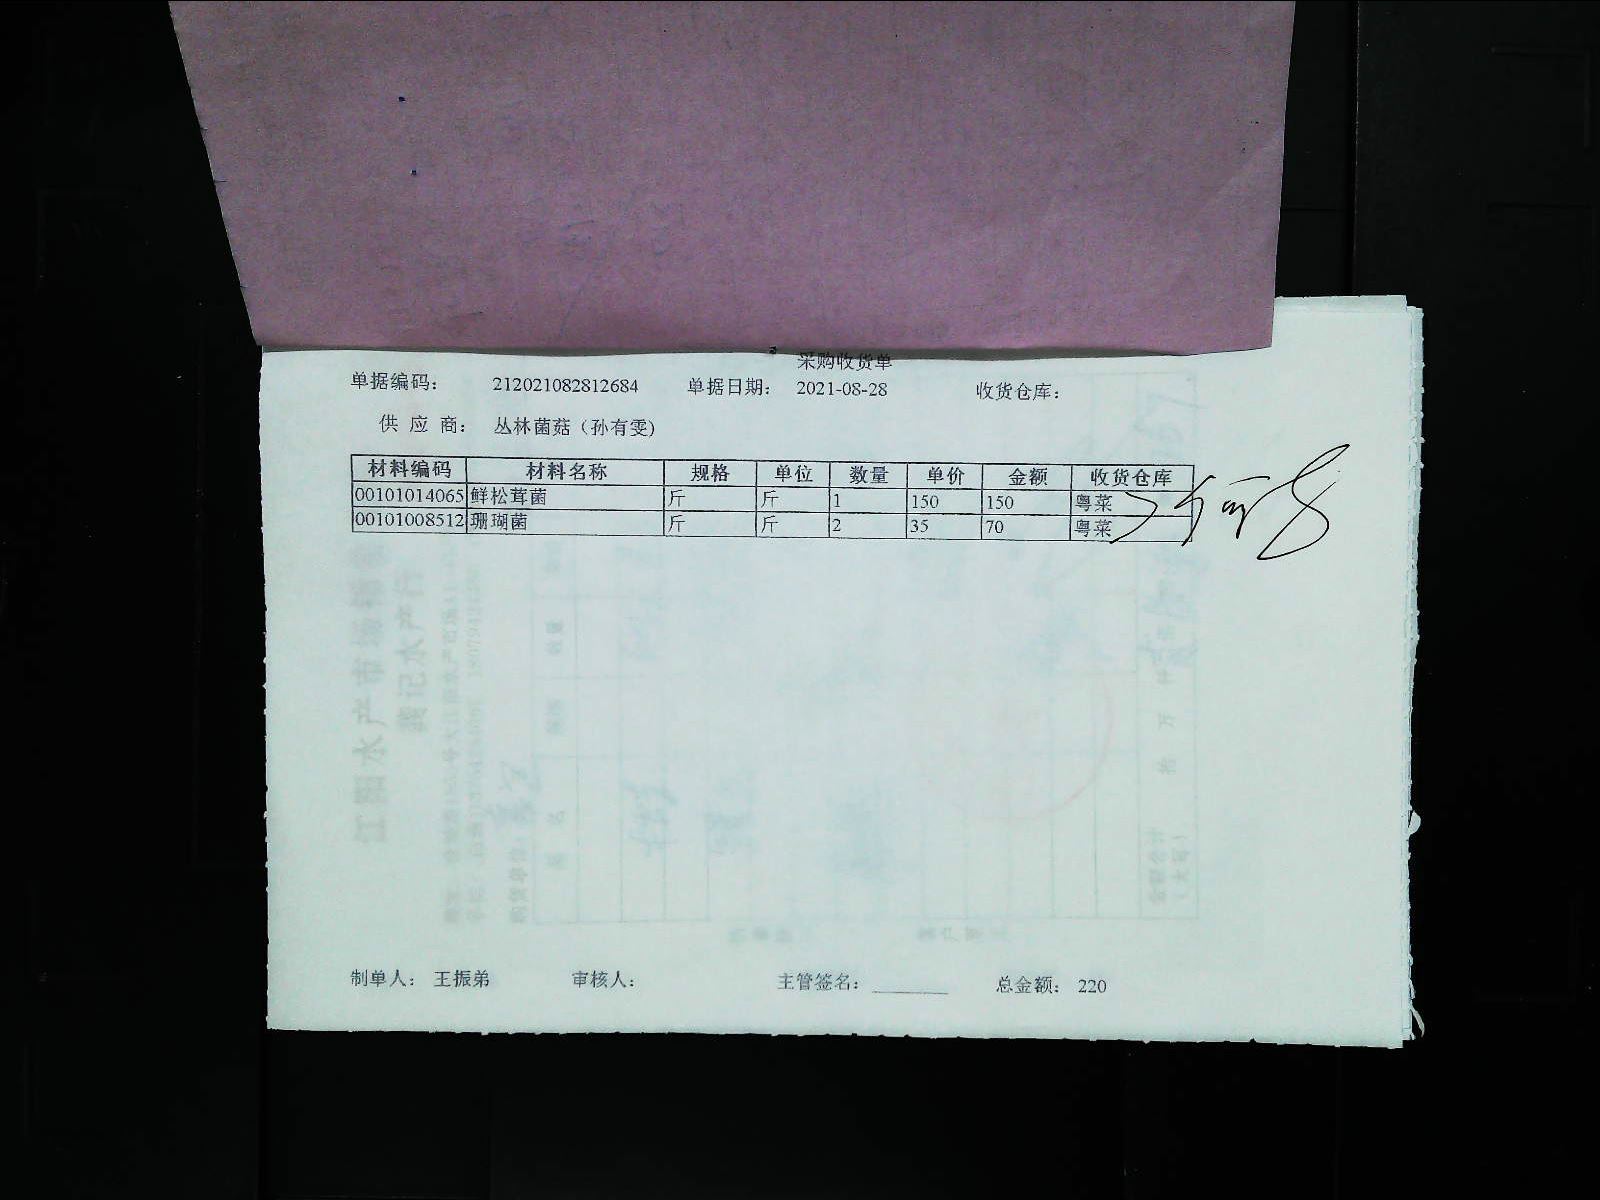 采购收货单
单据编码: 212021082812684 单据日期: 2021-08-28 收货仓库:
供 应 商: 丛林菌菇(孙有雯)
材料编码 材料名称 规格 单位 数量 单价 金额 收货仓库
00101014065 鲜松茸菌 斤 斤 1 150 150 粤菜
00101008512 珊瑚菌 斤 斤 2 35 70 粤菜
制单人: 王振弟 审核人: 主管签名: ______ 总金额: 220